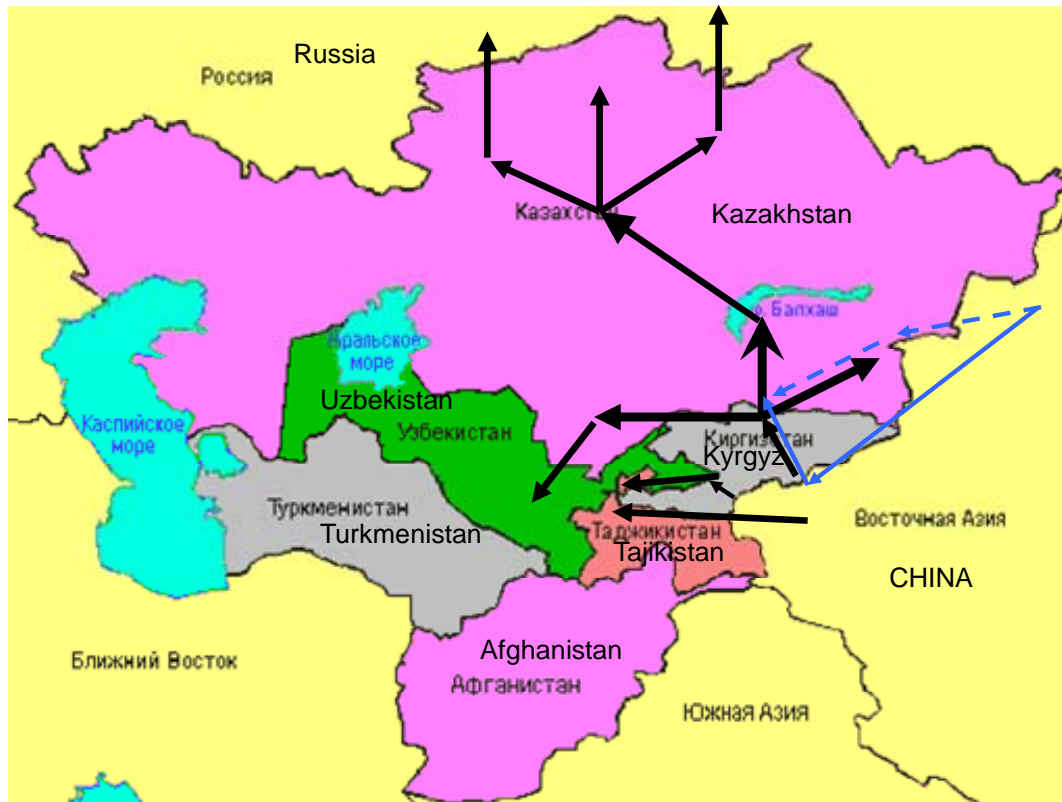 Russia
Россия
Казахстан
Kazakhstan
о. Балхаш
Аральское
море
Uzbekistan
Узбекистан
Каспийское
море
Киргизстан
Kyrgyz
Туркменистан
Turkmenistan
Таджикистан
Tajikistan
Восточная Азия
CHINA
Ближний Восток
Afghanistan
Афганистан
Южная Азия